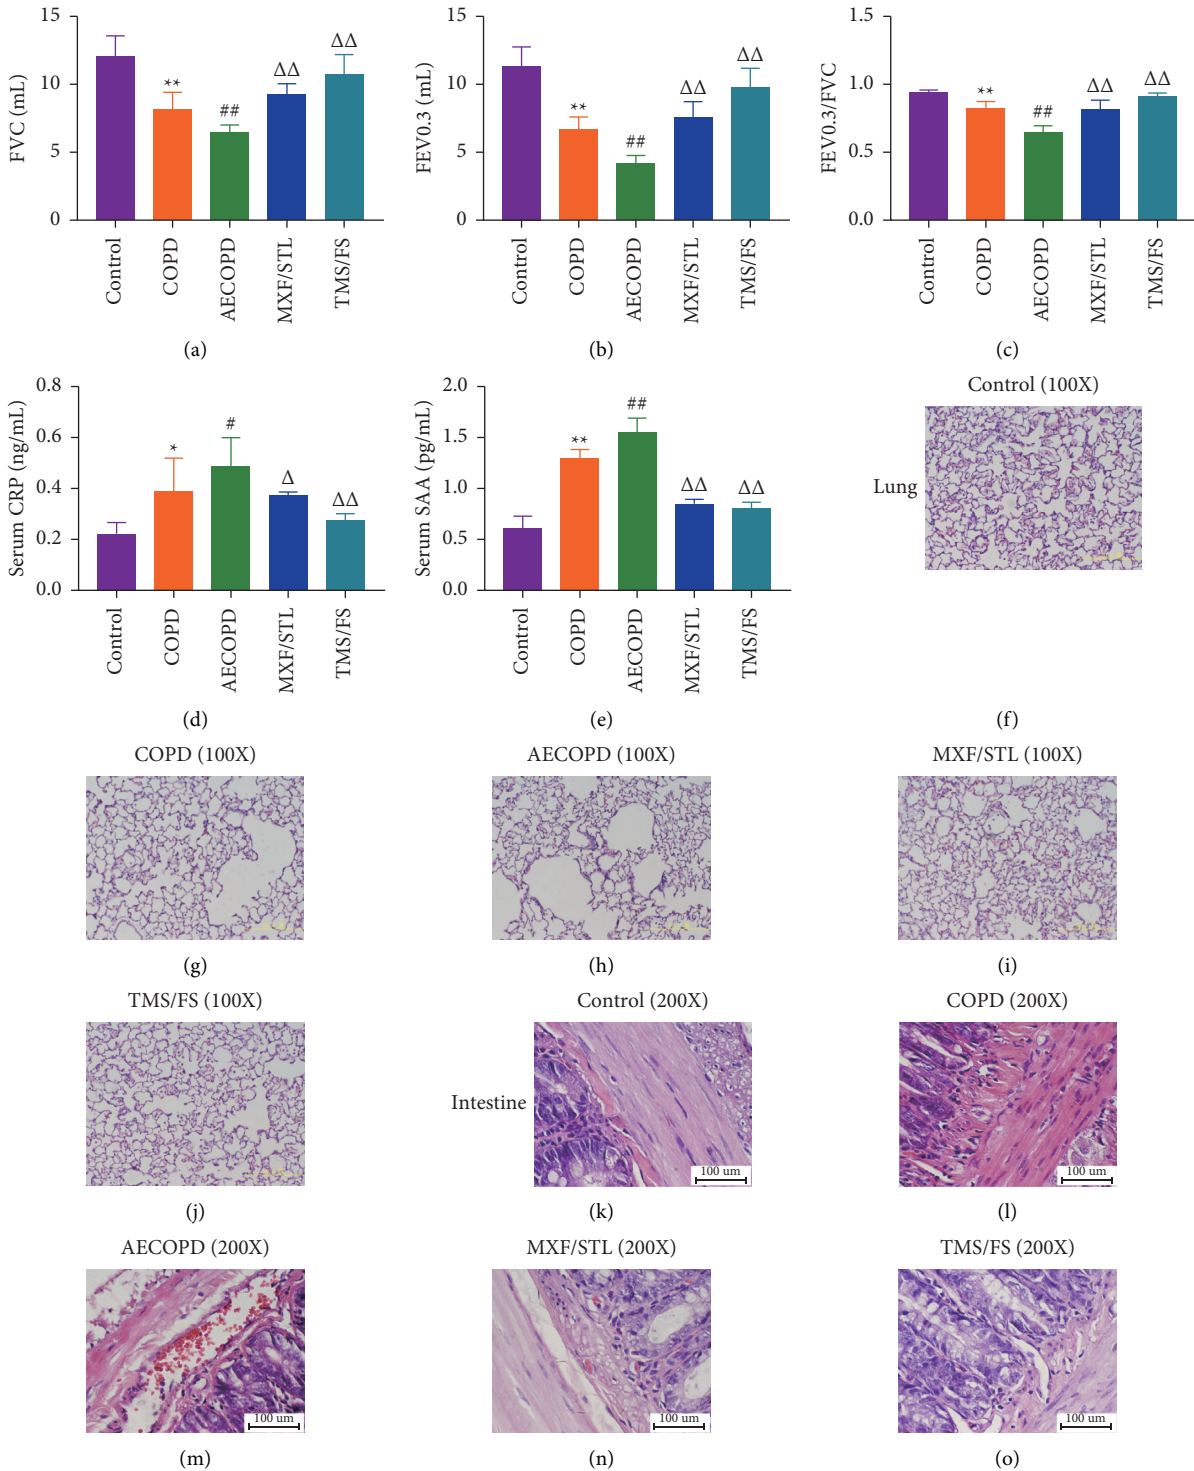 FVC (mL)
15
10
5
0
**
##
ΔΔ
ΔΔ
Control
COPD
AECOPD
MXF/STL
TMS/FS
(a)
FEV0.3 (mL)
15
10
5
0
**
##
ΔΔ
ΔΔ
Control
COPD
AECOPD
MXF/STL
TMS/FS
(b)
FEV0.3/FVC
1.5
1.0
0.5
0.0
**
##
ΔΔ
ΔΔ
Control
COPD
AECOPD
MXF/STL
TMS/FS
(c)
Serum CRP (ng/mL)
0.8
0.6
0.4
0.2
0.0
*
#
Δ
ΔΔ
Control
COPD
AECOPD
MXF/STL
TMS/FS
(d)
Serum SAA (pg/mL)
2.0
1.5
1.0
0.5
0.0
**
##
ΔΔ
ΔΔ
Control
COPD
AECOPD
MXF/STL
TMS/FS
(e)
Control (100X)
Lung
(f)
COPD (100X)
(g)
AECOPD (100X)
(h)
MXF/STL (100X)
(i)
TMS/FS (100X)
(j)
Control (200X)
Intestine
100 um
(k)
COPD (200X)
100 um
(l)
AECOPD (200X)
100 um
(m)
MXF/STL (200X)
100 um
(n)
TMS/FS (200X)
100 um
(o)